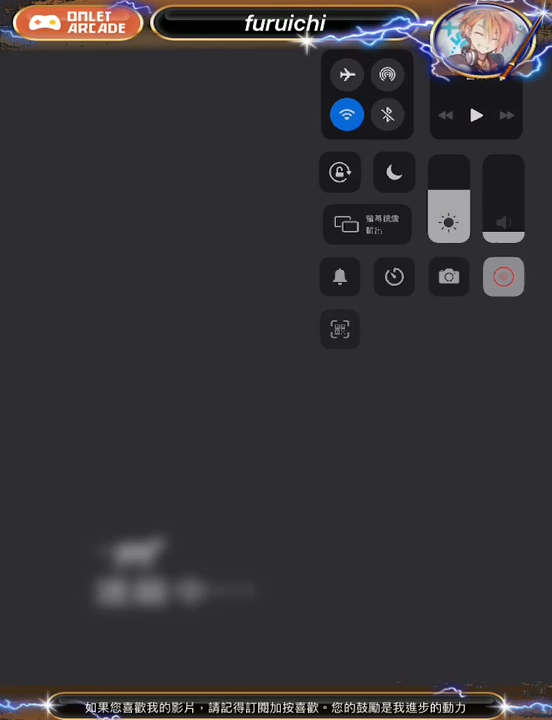 OMLET
ARCADE
furuichi
螢幕鏡像
輸出
如果您喜歡我的影片，請記得訂閱加按喜歡。您的鼓勵是我進步的動力